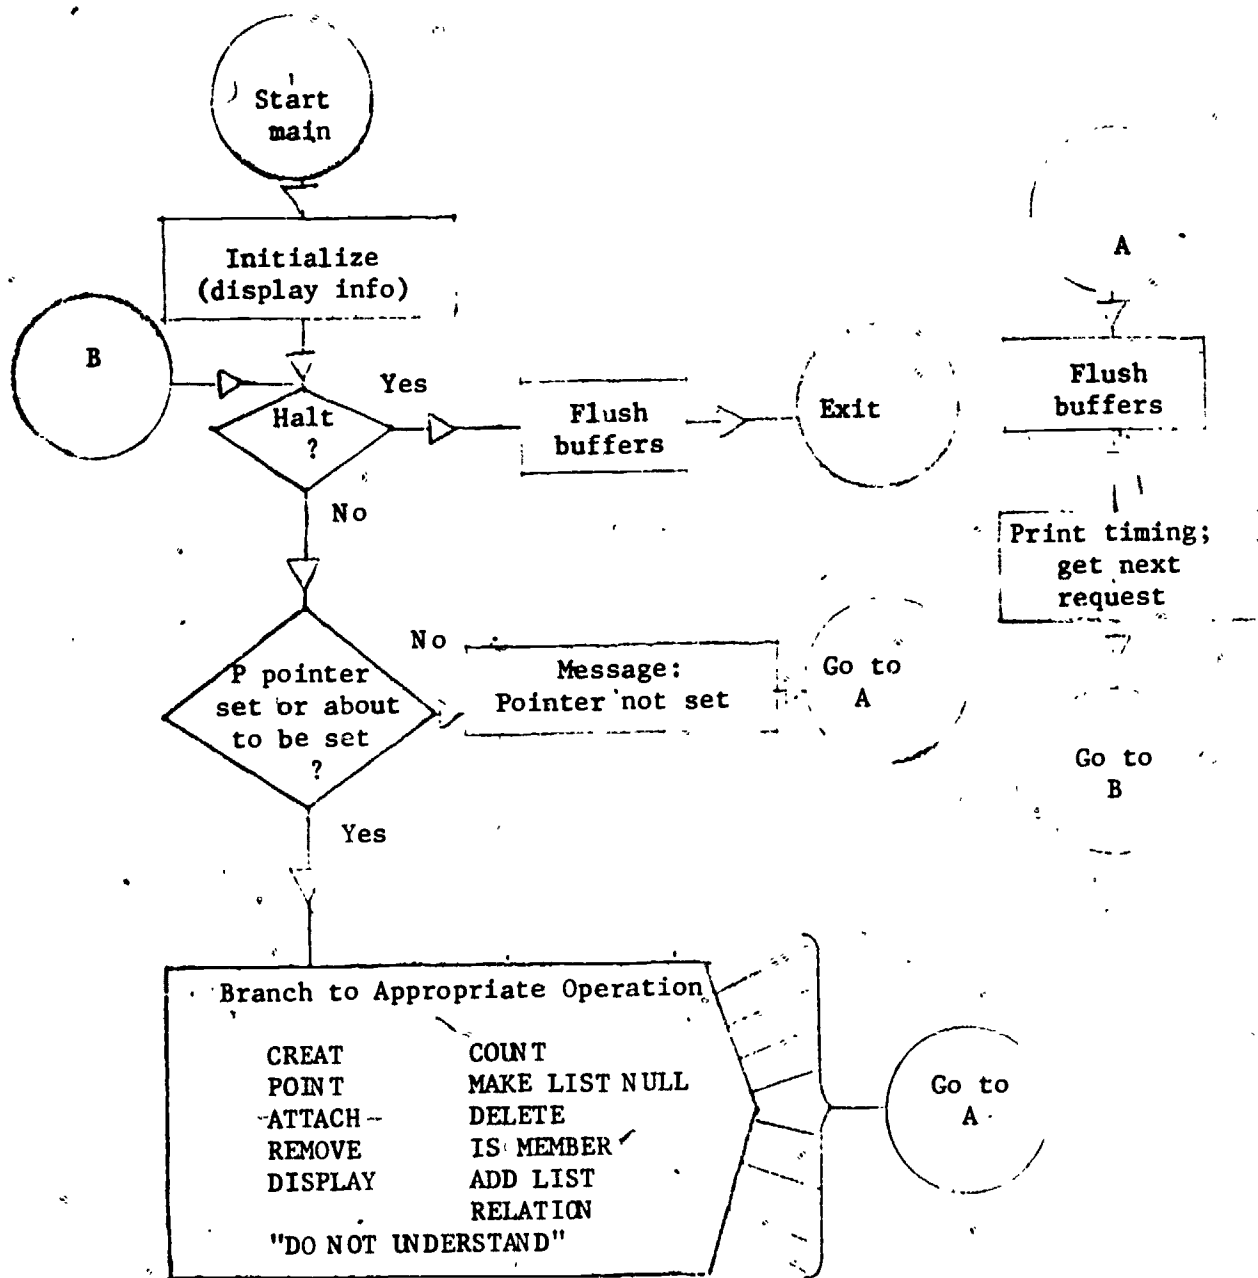 Start
main
Initialize
(display info)
B
Halt
?
Yes
Flush
buffers
Exit
No
P pointer
set or about
to be set
?
No
Message:
Pointer not set
Go to
A
Yes
Branch to Appropriate Operation
CREAT COUNT
POINT MAKE LIST NULL
ATTACH DELETE
REMOVE IS MEMBER
DISPLAY ADD LIST
RELATION
"DO NOT UNDERSTAND"
Go to
A
A
Flush
buffers
Print timing;
get next
request
Go to
B